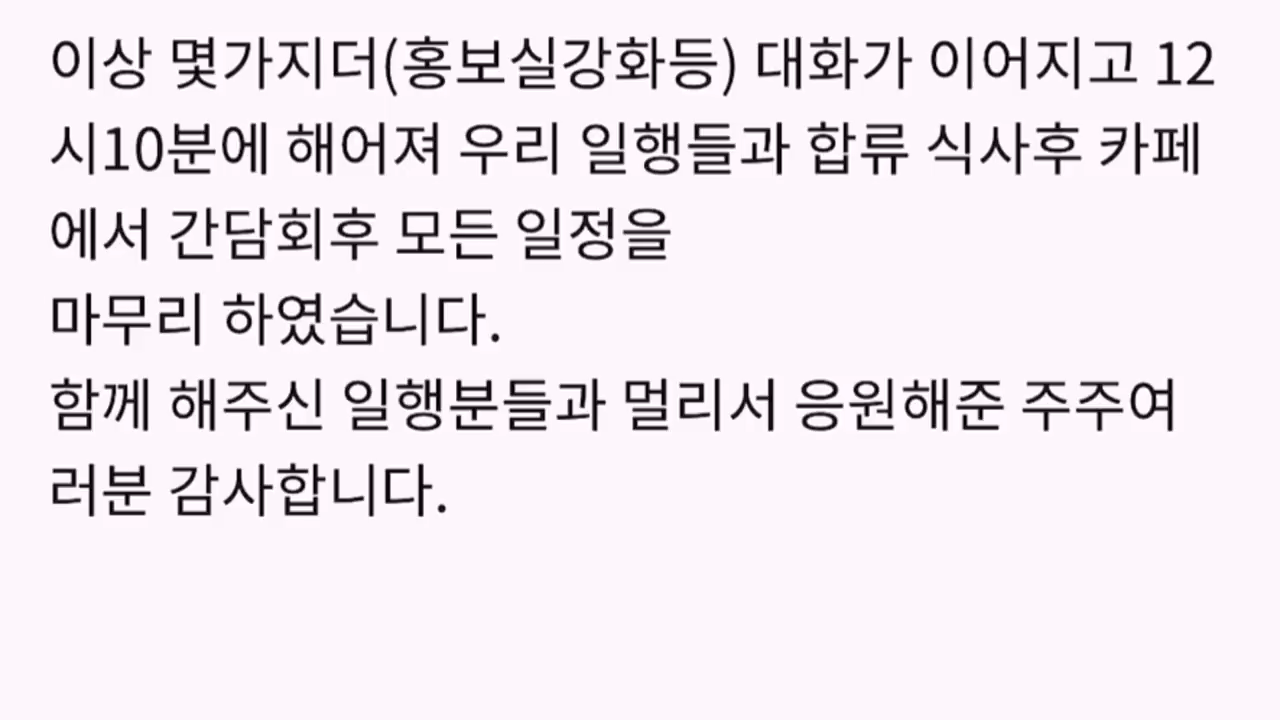 이상 몇가지더(홍보실강화등) 대화가 이어지고 12
시10분에 해어져 우리 일행들과 합류 식사후 카페
에서 간담회후 모든 일정을
마무리 하였습니다.
함께 해주신 일행분들과 멀리서 응원해준 주주여
러분 감사합니다.